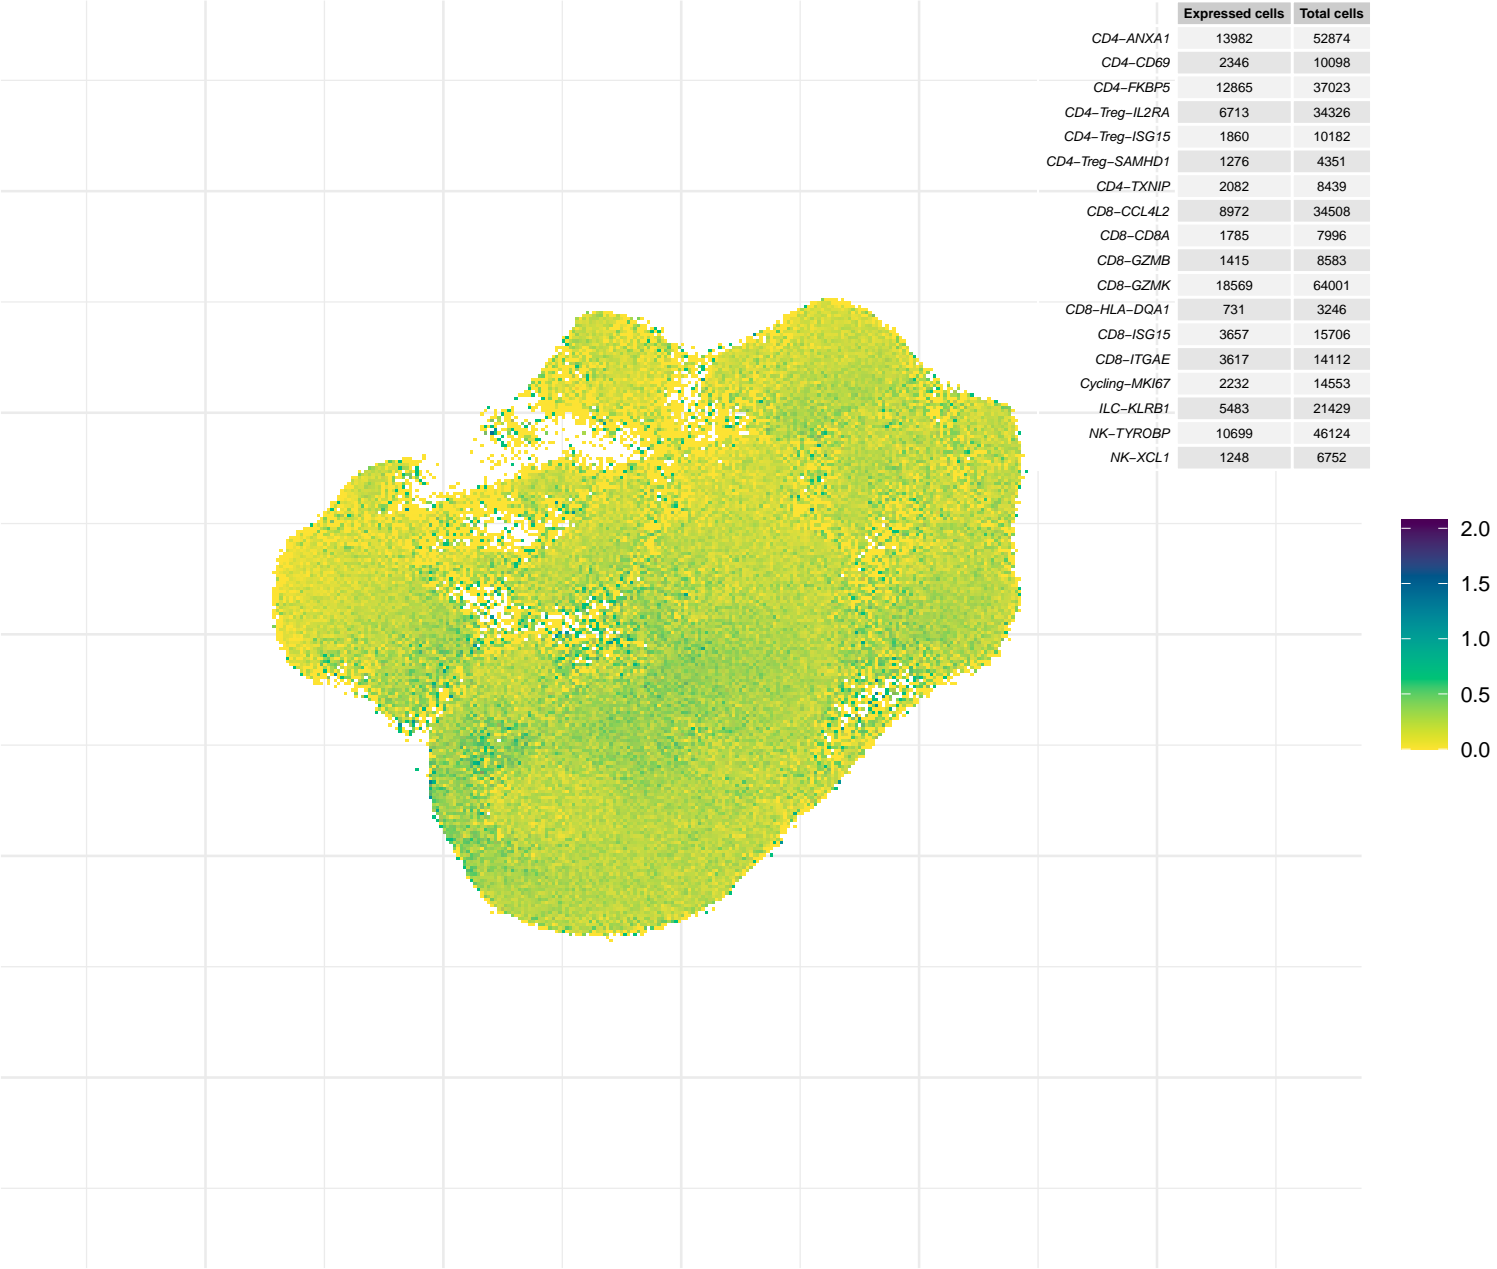 Expressed cells Total cells
CD4−ANXA1 13982 52874
CD4−CD69 2346 10098
CD4−FKBP5 12865 37023
CD4−Treg−IL2RA 6713 34326
CD4−Treg−ISG15 1860 10182
CD4−Treg−SAMHD1 1276 4351
CD4−TXNIP 2082 8439
CD8−CCL4L2 8972 34508
CD8−CD8A 1785 7996
CD8−GZMB 1415 8583
CD8−GZMK 18569 64001
CD8−HLA−DQA1 731 3246
CD8−ISG15 3657 15706
CD8−ITGAE 3617 14112
Cycling−MKI67 2232 14553
ILC−KLRB1 5483 21429
NK−TYROBP 10699 46124
NK−XCL1 1248 6752
2.0
1.5
1.0
0.5
0.0